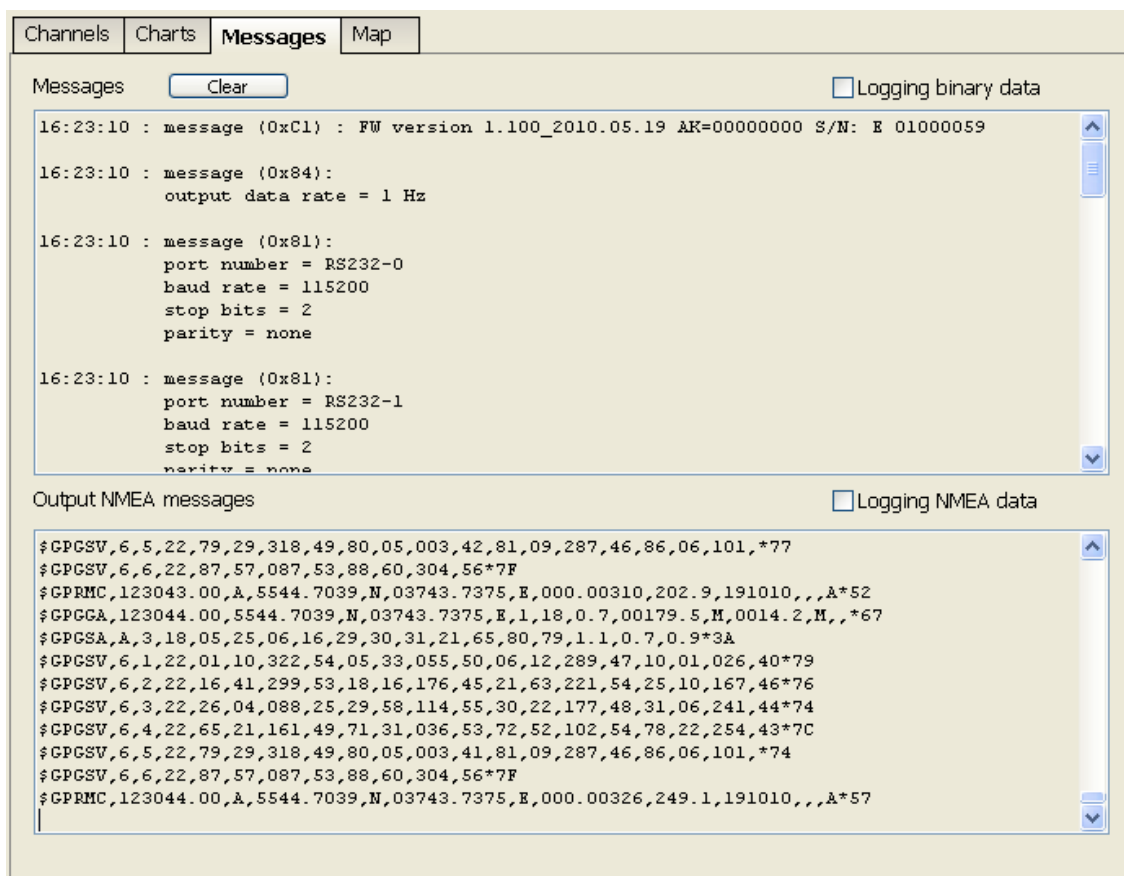 Channels Charts Messages Map
Messages Clear Logging binary data
16:23:10 : message (0xC1) : FW version 1.100_2010.05.19 AK=00000000 S/N: E 01000059
16:23:10 : message (0x84):
output data rate = 1 Hz
16:23:10 : message (0x81):
port number = RS232-0
baud rate = 115200
stop bits = 2
parity = none
16:23:10 : message (0x81):
port number = RS232-1
baud rate = 115200
stop bits = 2
parity = none
Output NMEA messages Logging NMEA data
$GPGSV,6,5,22,79,29,318,49,80,05,003,42,81,09,287,46,86,06,101,*77
$GPGSV,6,6,22,87,57,087,53,88,60,304,56*7F
$GPRMC,123043.00,A,5544.7039,N,03743.7375,E,000.00310,202.9,191010,,,A*52
$GPGGA,123044.00,5544.7039,N,03743.7375,E,1,18,0.7,00179.5,M,0014.2,M,,*67
$GPGSA,A,3,18,05,25,06,16,29,30,31,21,65,80,79,1.1,0.7,0.9*3A
$GPGSV,6,1,22,01,10,322,54,05,33,055,50,06,12,289,47,10,01,026,40*79
$GPGSV,6,2,22,16,41,299,53,18,16,176,45,21,63,221,54,25,10,167,46*76
$GPGSV,6,3,22,26,04,088,25,29,58,114,55,30,22,177,48,31,06,241,44*74
$GPGSV,6,4,22,65,21,161,49,71,31,036,53,72,52,102,54,78,22,254,43*7C
$GPGSV,6,5,22,79,29,318,49,80,05,003,41,81,09,287,46,86,06,101,*74
$GPGSV,6,6,22,87,57,087,53,88,60,304,56*7F
$GPRMC,123044.00,A,5544.7039,N,03743.7375,E,000.00326,249.1,191010,,,A*57